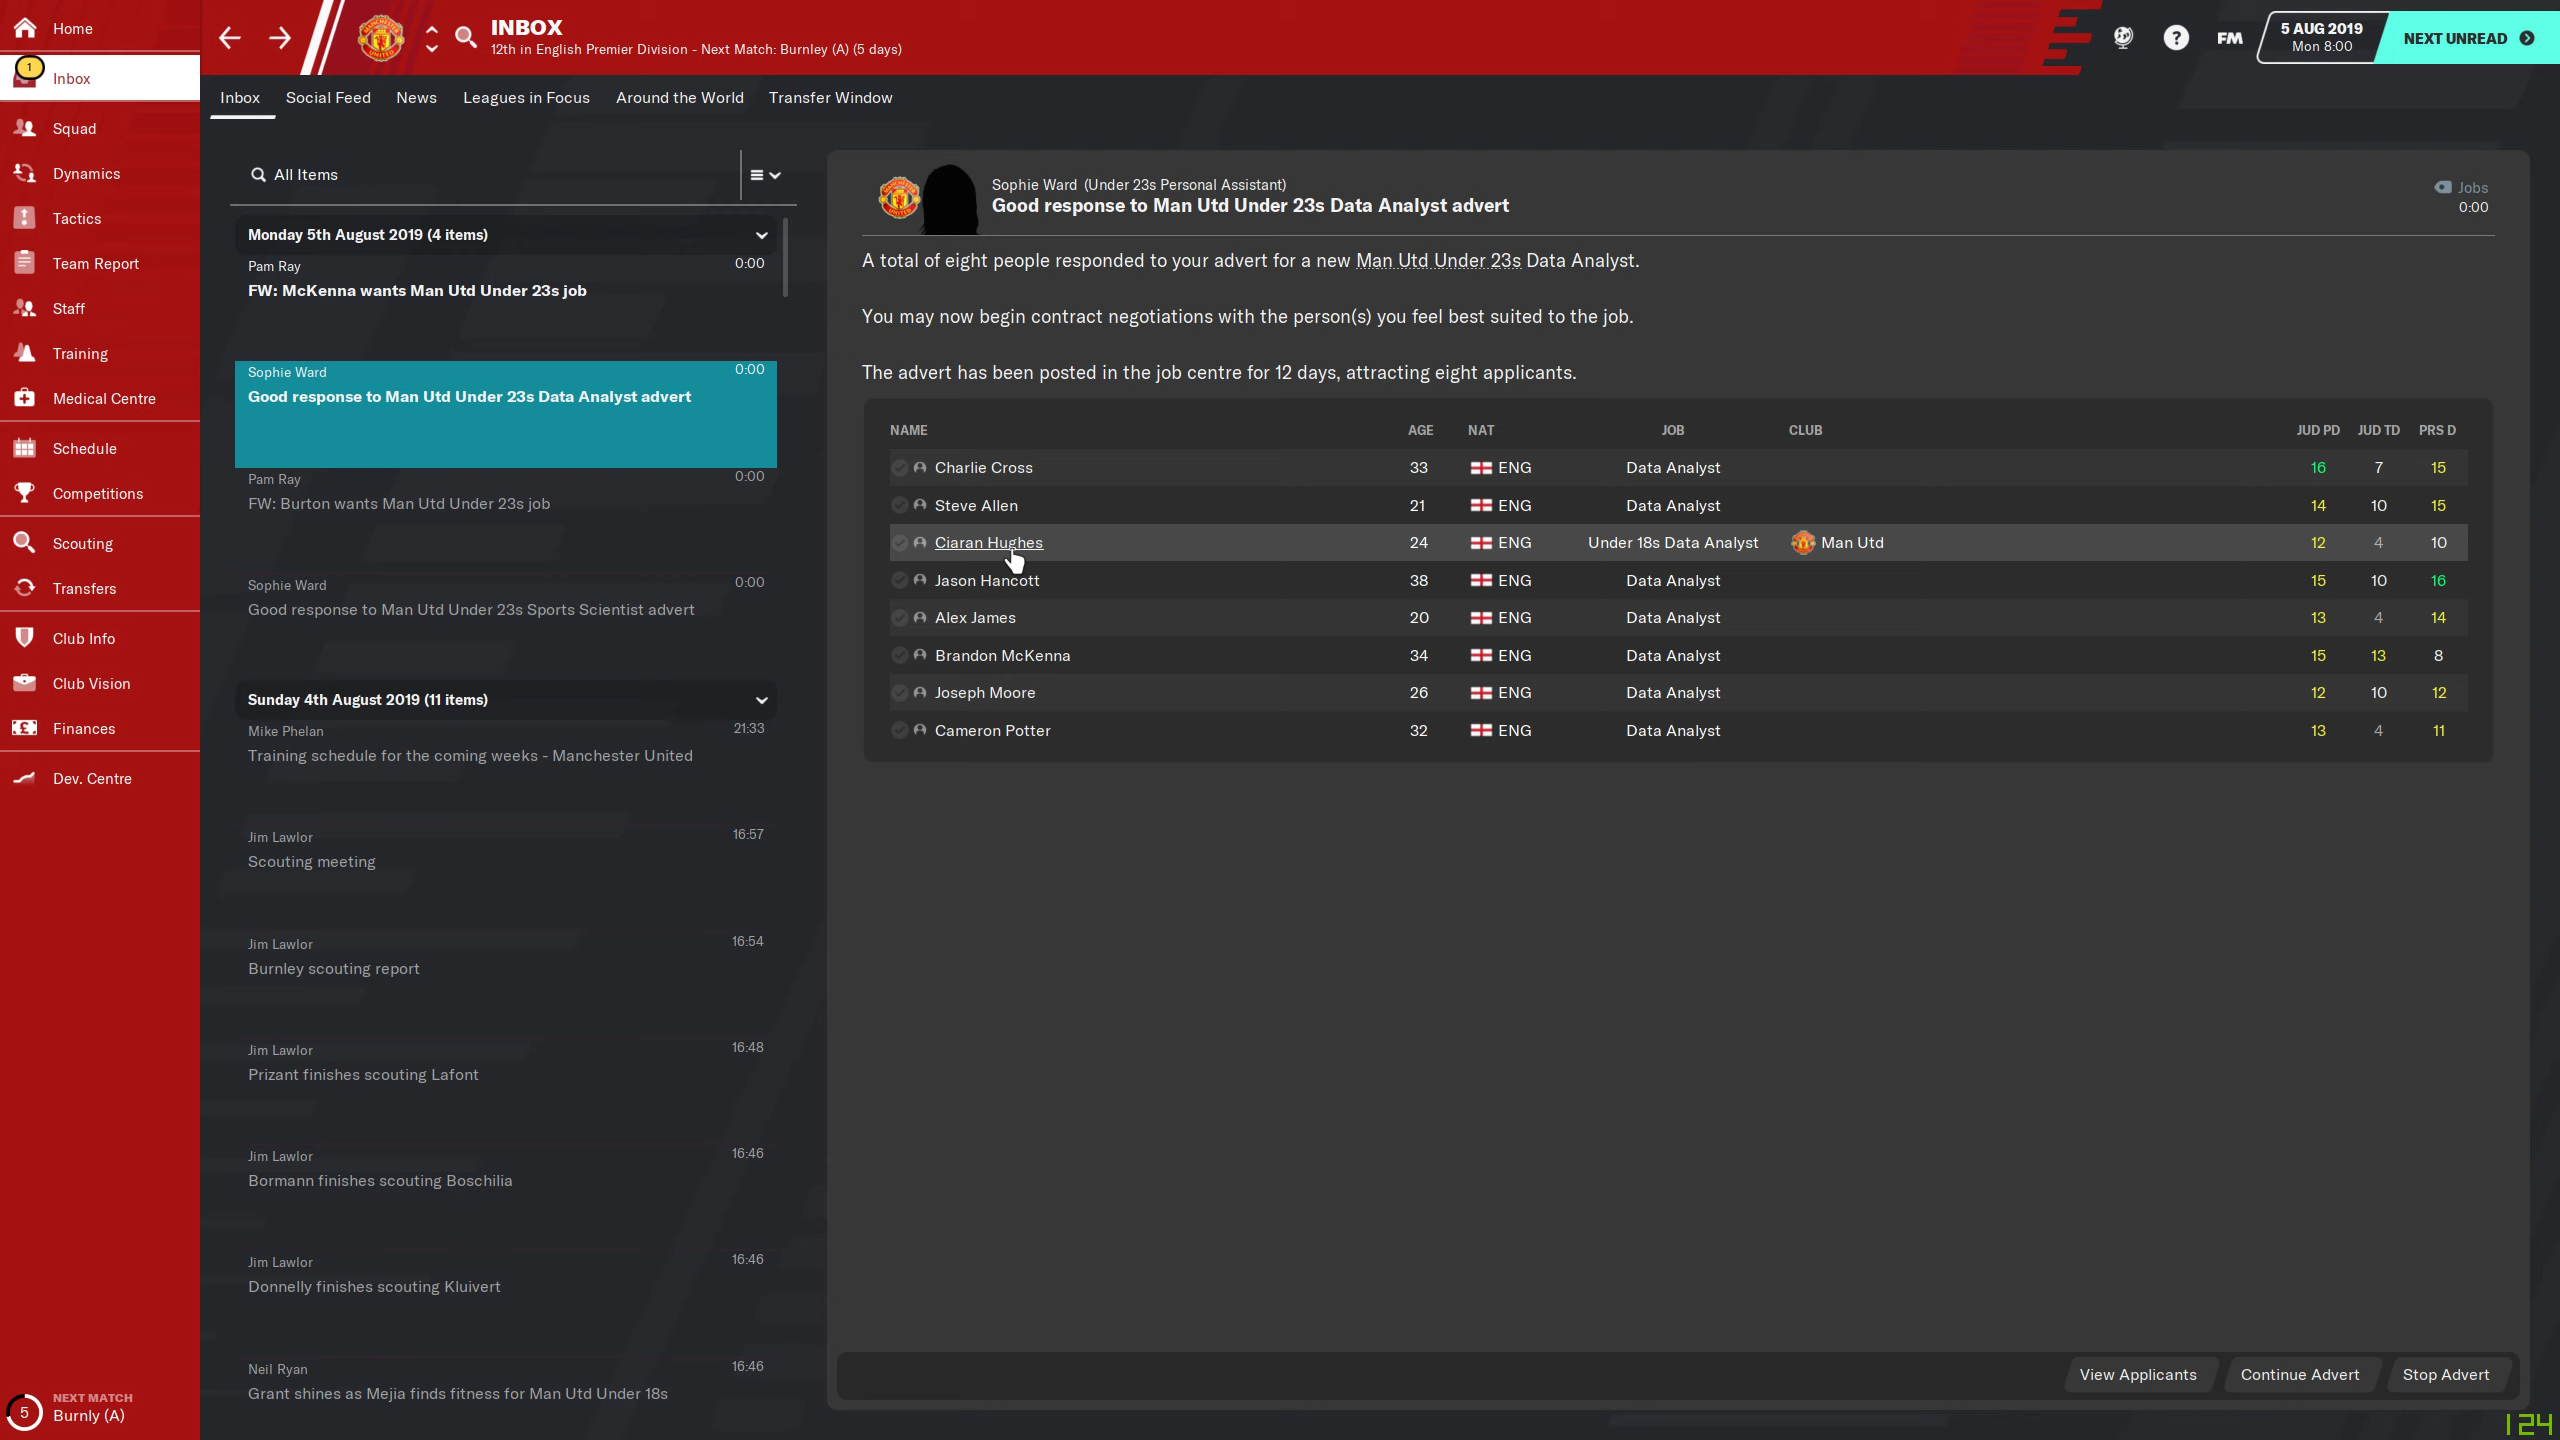 Home
1
Inbox
Squad
Dynamics
Tactics
Team Report
Staff
Training
Medical Centre
Schedule
Competitions
Scouting
Transfers
Club Info
Club Vision
Finances
Dev. Centre
NEXT MATCH
5
Burnly (A)
INBOX
12th in English Premier Division - Next Match: Burnley (A) (5 days)
?
FM
5 AUG 2019
Mon 8:00
NEXT UNREAD
Inbox Social Feed News Leagues in Focus Around the World Transfer Window
All Items
Monday 5th August 2019 (4 items)
Pam Ray 0:00
FW: McKenna wants Man Utd Under 23s job
Sophie Ward 0:00
Good response to Man Utd Under 23s Data Analyst advert
Pam Ray 0:00
FW: Burton wants Man Utd Under 23s job
Sophie Ward 0:00
Good response to Man Utd Under 23s Sports Scientist advert
Sunday 4th August 2019 (11 items)
Mike Phelan 21:33
Training schedule for the coming weeks - Manchester United
Jim Lawlor 16:57
Scouting meeting
Jim Lawlor 16:54
Burnley scouting report
Jim Lawlor 16:48
Prizant finishes scouting Lafont
Jim Lawlor 16:46
Bormann finishes scouting Boschilia
Jim Lawlor 16:46
Donnelly finishes scouting Kluivert
Neil Ryan 16:46
Grant shines as Mejia finds fitness for Man Utd Under 18s
Sophie Ward (Under 23s Personal Assistant) Jobs
Good response to Man Utd Under 23s Data Analyst advert 0:00
A total of eight people responded to your advert for a new Man Utd Under 23s Data Analyst.
You may now begin contract negotiations with the person(s) you feel best suited to the job.
The advert has been posted in the job centre for 12 days, attracting eight applicants.
NAME AGE NAT JOB CLUB JUD PD JUD TD PRS D
Charlie Cross 33 ENG Data Analyst 16 7 15
Steve Allen 21 ENG Data Analyst 14 10 15
Ciaran Hughes 24 ENG Under 18s Data Analyst Man Utd 12 4 10
Jason Hancott 38 ENG Data Analyst 15 10 16
Alex James 20 ENG Data Analyst 13 4 14
Brandon McKenna 34 ENG Data Analyst 15 13 8
Joseph Moore 26 ENG Data Analyst 12 10 12
Cameron Potter 32 ENG Data Analyst 13 4 11
View Applicants Continue Advert Stop Advert
124